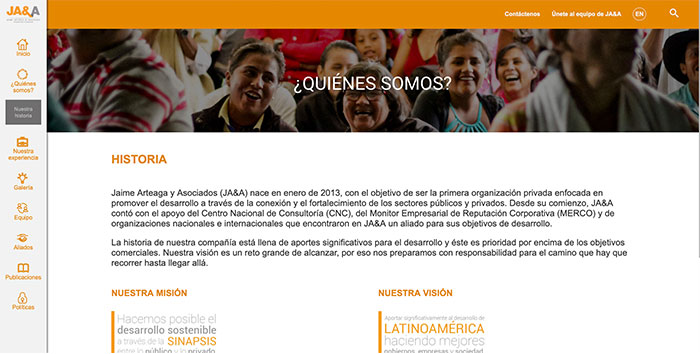 JA&A
Contáctenos
Únete al equipo de JA&A
EN
Inicio
¿Quiénes
somos?
Nuestra
historia
Nuestra
experiencia
Galería
Equipo
Aliados
Publicaciones
Políticas
¿QUIÉNES SOMOS?
HISTORIA
Jaime Arteaga y Asociados (JA&A) nace en enero de 2013, con el objetivo de ser la primera organización privada enfocada en
promover el desarrollo a través de la conexión y el fortalecimiento de los sectores públicos y privados. Desde su comienzo, JA&A
contó con el apoyo del Centro Nacional de Consultoría (CNC), del Monitor Empresarial de Reputación Corporativa (MERCO) y de
organizaciones nacionales e internacionales que encontraron en JA&A un aliado para sus objetivos de desarrollo.
La historia de nuestra compañía está llena de aportes significativos para el desarrollo y éste es prioridad por encima de los objetivos
comerciales. Nuestra visión es un reto grande de alcanzar, por eso nos preparamos con responsabilidad para el camino que hay que
recorrer hasta llegar allá.
NUESTRA MISIÓN
Hacemos posible el
desarrollo sostenible
a través de la SINAPSIS
entre lo público y lo privado
NUESTRA VISIÓN
Aportar significativamente al desarrollo de
LATINOAMÉRICA
haciendo mejores
gobiernos, empresas y sociedad